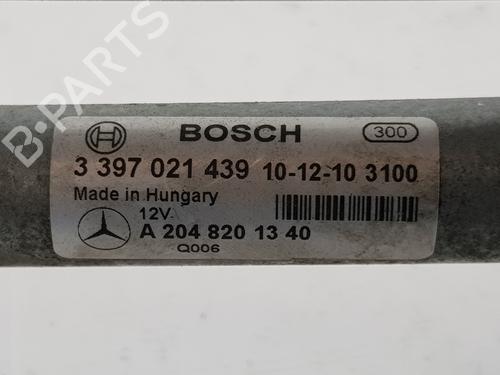 B-PARTS
BOSCH 300
3 397 021 439 10-12-10 3100
Made in Hungary
12V.
A 204 820 13 40
Q006